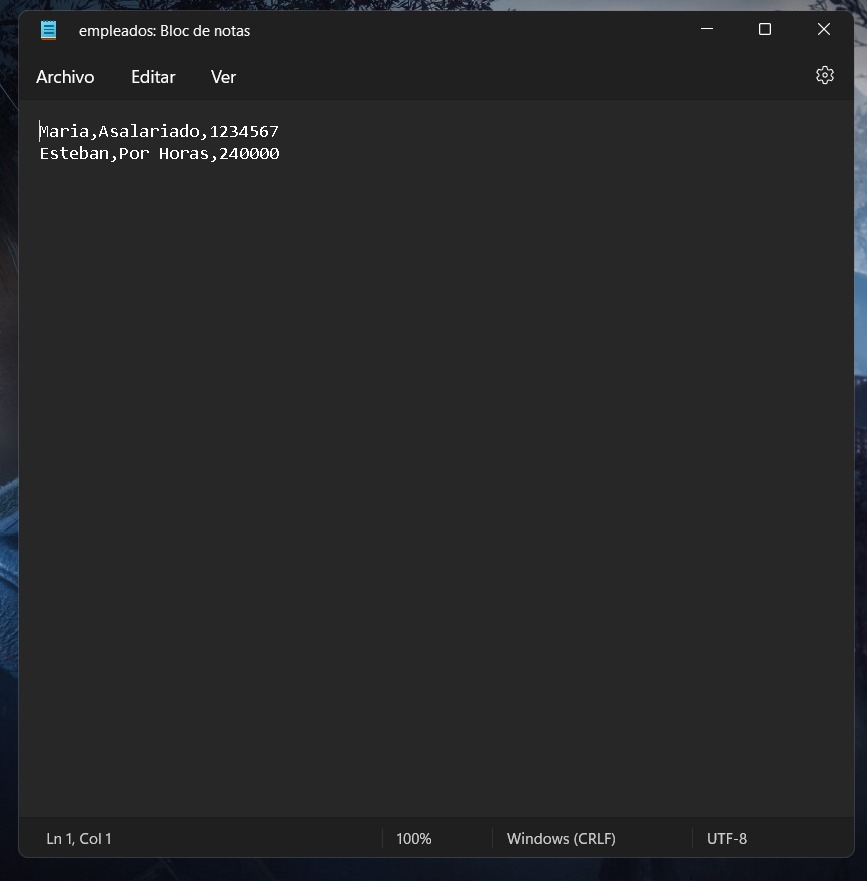 empleados: Bloc de notas
Archivo Editar Ver
Maria,Asalariado,1234567
Esteban,Por Horas,240000
Ln 1, Col 1 100% Windows (CRLF) UTF-8